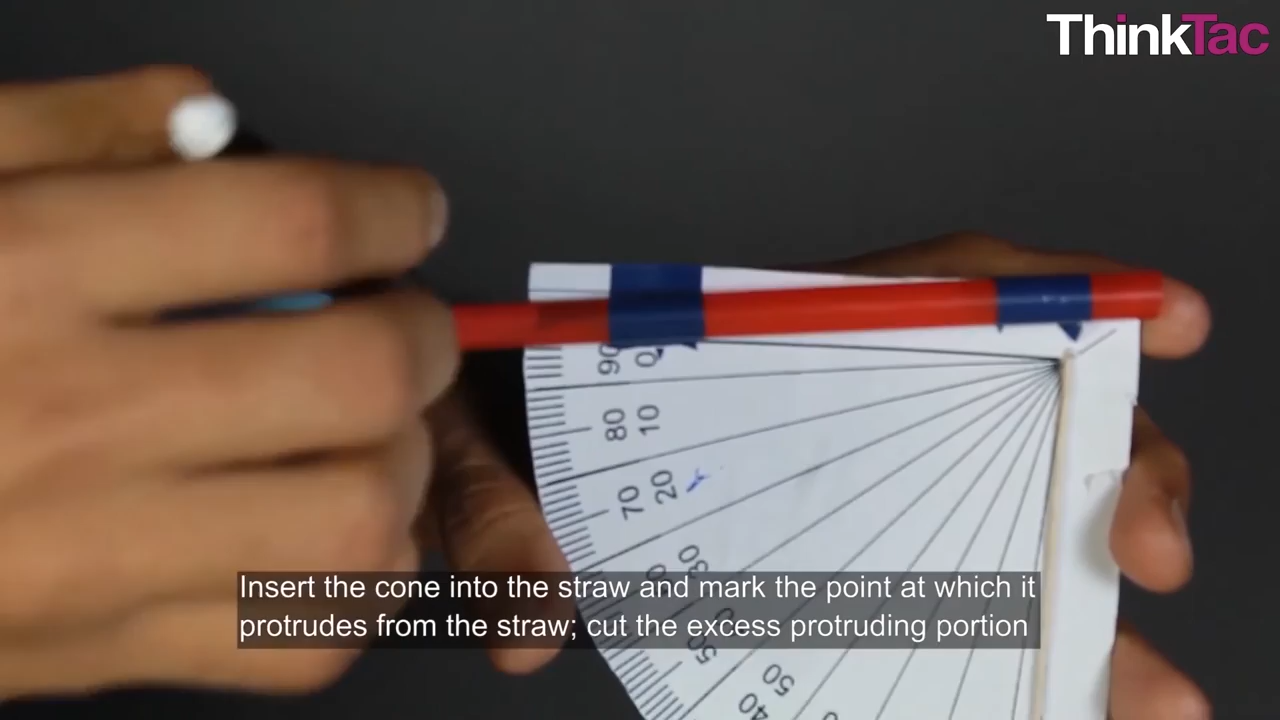 ThinkTac
90 0
80 10
70 20
30
50
50
40
Insert the cone into the straw and mark the point at which it
protrudes from the straw; cut the excess protruding portion